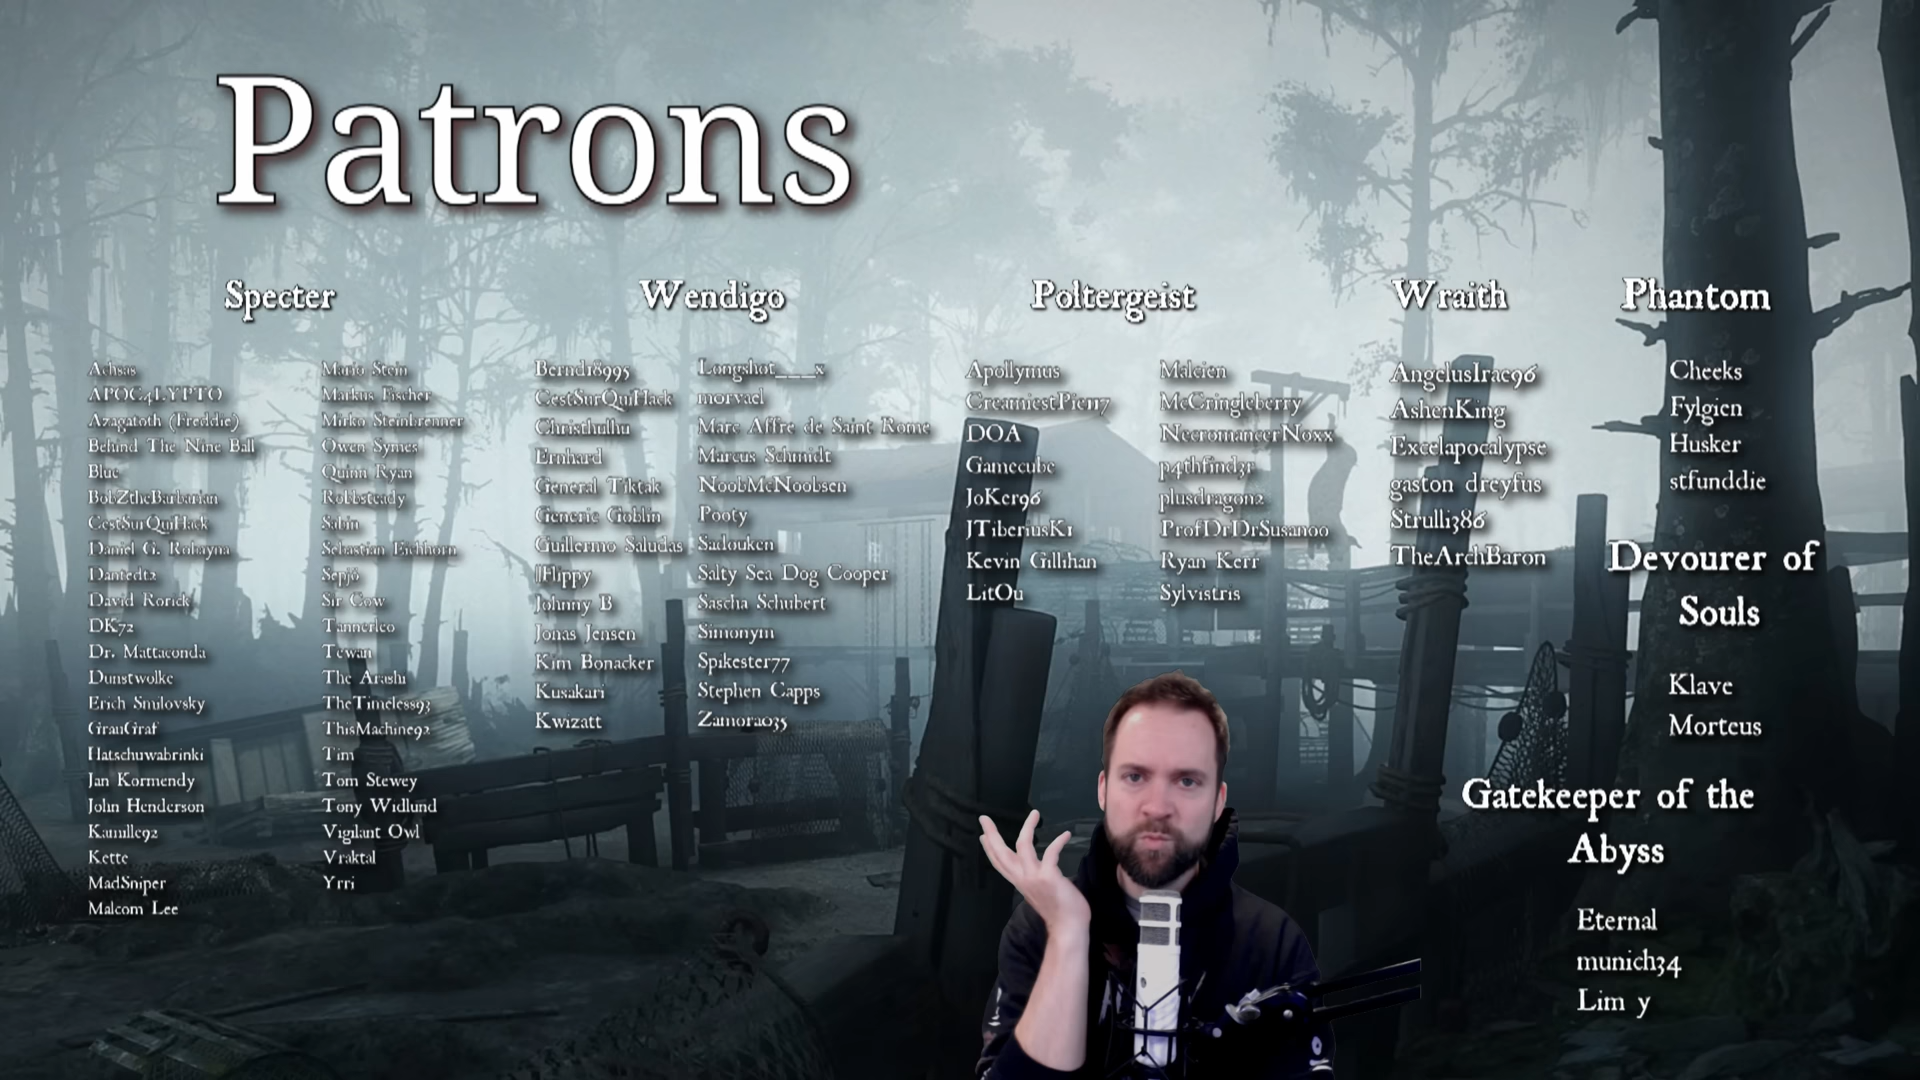 Patrons
Specter
Achsas
APOC4LYPTO
Azagatoth (Freddie)
Behind The Nine Ball
Blue
BobZtheBarbarian
CestSurQuiHack
Daniel G. Robayna
Dantedt2
David Rorick
DK72
Dr. Mattaconda
Dunstwolke
Erich Smilovsky
GrauGraf
Hatschuwabrinki
Jan Kormendy
John Henderson
Kamille92
Kette
MadSniper
Malcom Lee
Mario Stein
Markus Fischer
Mirko Steinbrenner
Owen Symes
Quinn Ryan
Robbsteady
Sabin
Sebastian Eichhorn
Sepjö
Sir Cow
Tannerleo
Tewan
The Arashi
TheTimeless93
ThisMachine92
Tim
Tom Stewey
Tony Widlund
Vigilant Owl
Vraktal
Yrri
Wendigo
Bernd18995
CestSurQuiHack
Christhulhu
Ernhard
General Tiktak
Generic Goblin
Guillermo Saludas
JFlippy
Johnny B
Jonas Jensen
Kim Bonacker
Kusakari
Kwizatt
Longshot___x
morvael
Marc Affre de Saint Rome
Marcus Schmidt
NoobMcNoobsen
Pooty
Sadouken
Salty Sea Dog Cooper
Sascha Schubert
Simonym
Spikester77
Stephen Capps
Zamora035
Poltergeist
Apollymus
CreamiestPie117
DOA
Gamecube
JoKer96
JTiberiusK1
Kevin Gillihan
LitOu
Malcien
McCringleberry
NecromancerNoxx
p4thfind3r
plusdragon2
ProfDrDrSusanoo
Ryan Kerr
Sylvistris
Wraith
AngelusIrae96
AshenKing
Excelapocalypse
gaston dreyfus
Strulli386
TheArchBaron
Phantom
Cheeks
Fylgien
Husker
stfunddie
Devourer of
Souls
Klave
Morteus
Gatekeeper of the
Abyss
Eternal
munich34
Lim y